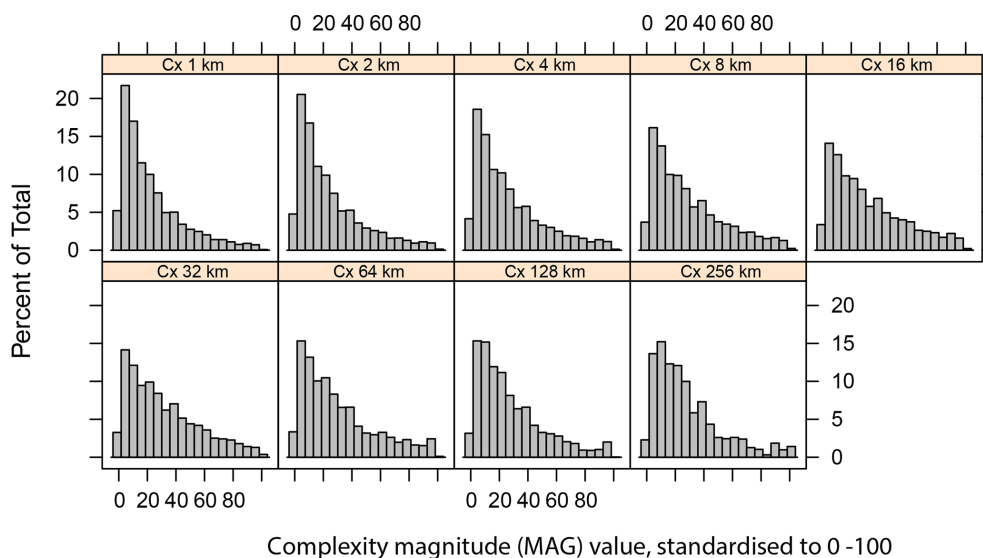 0 20 40 60 80 0 20 40 60 80
Cx 1 km Cx 2 km Cx 4 km Cx 8 km Cx 16 km
20
15
10
5
0
Percent of Total
Cx 32 km Cx 64 km Cx 128 km Cx 256 km
20
15
10
5
0
0 20 40 60 80 0 20 40 60 80
Complexity magnitude (MAG) value, standardised to 0 -100